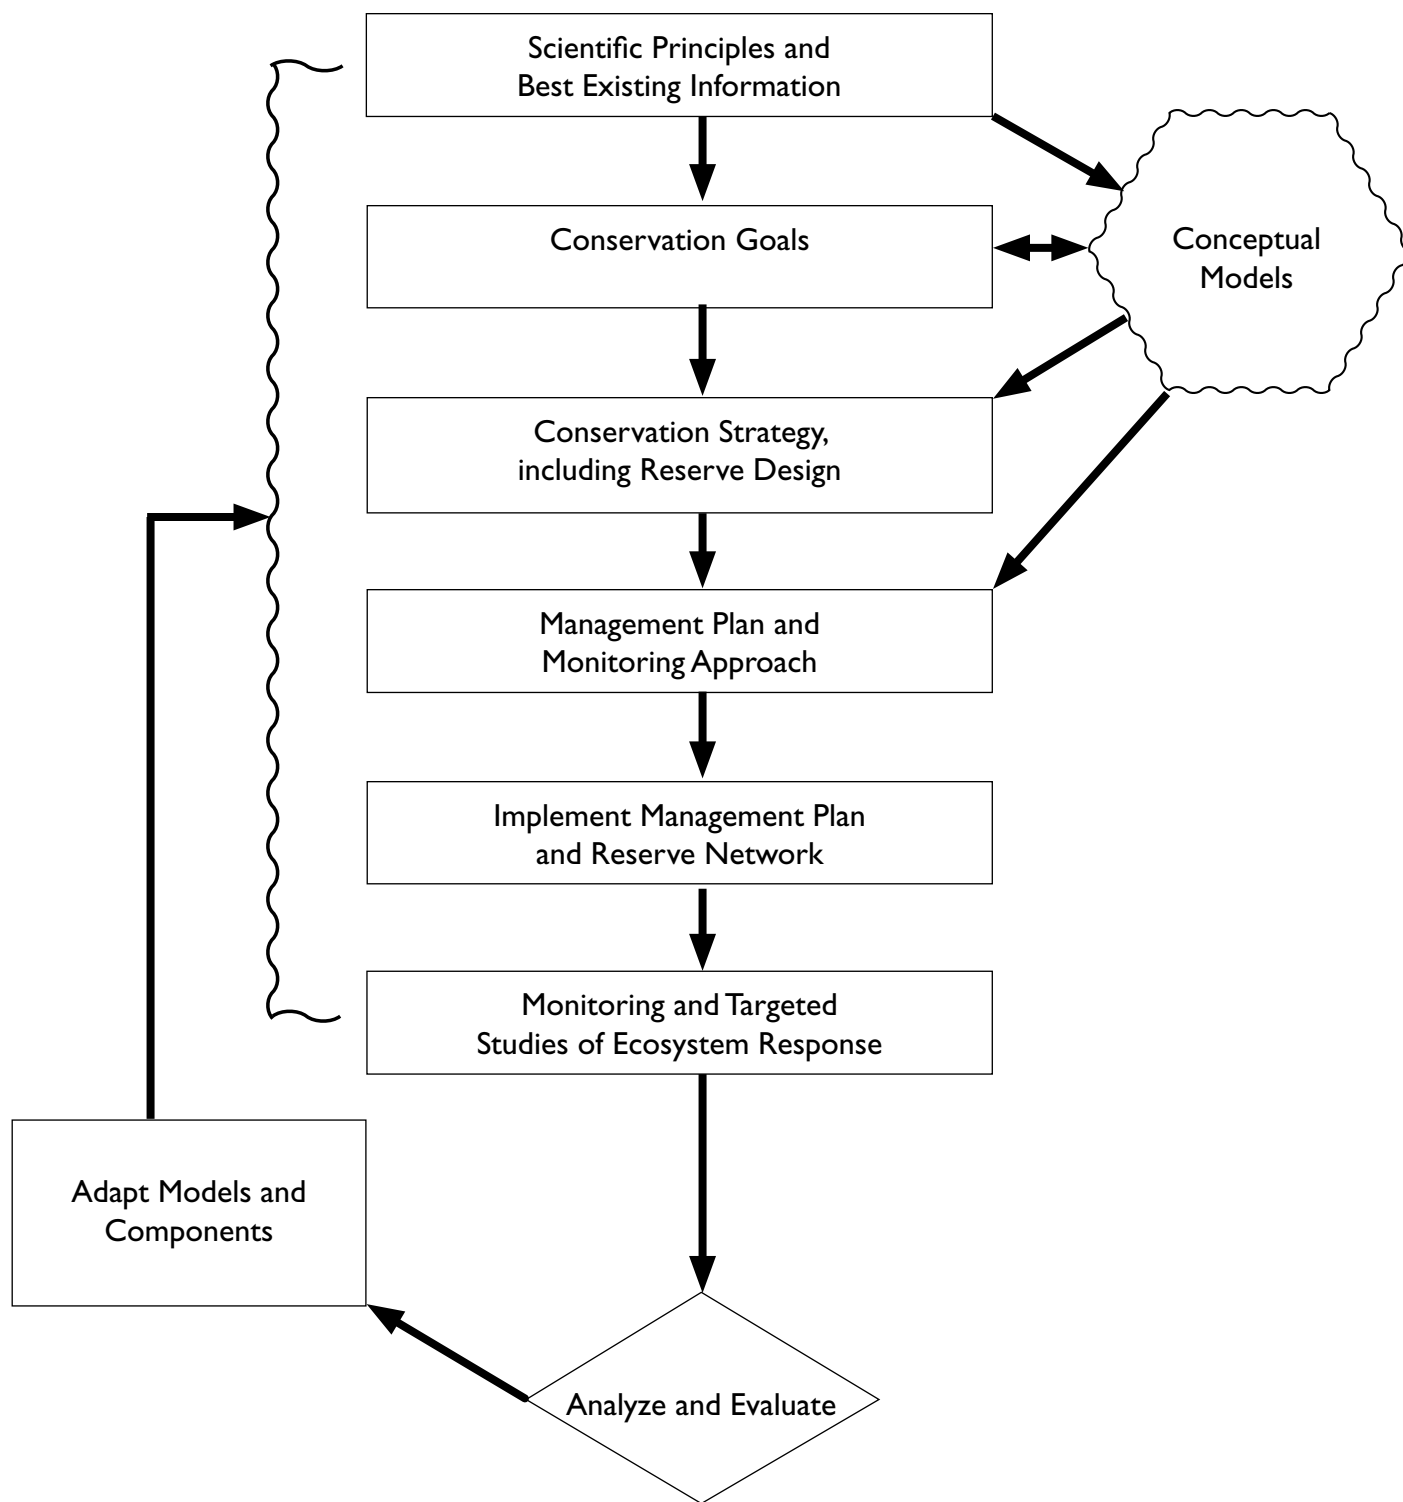 Scientific Principles and
Best Existing Information
Conservation Goals
Conceptual
Models
Conservation Strategy,
including Reserve Design
Management Plan and
Monitoring Approach
Implement Management Plan
and Reserve Network
Monitoring and Targeted
Studies of Ecosystem Response
Adapt Models and
Components
Analyze and Evaluate